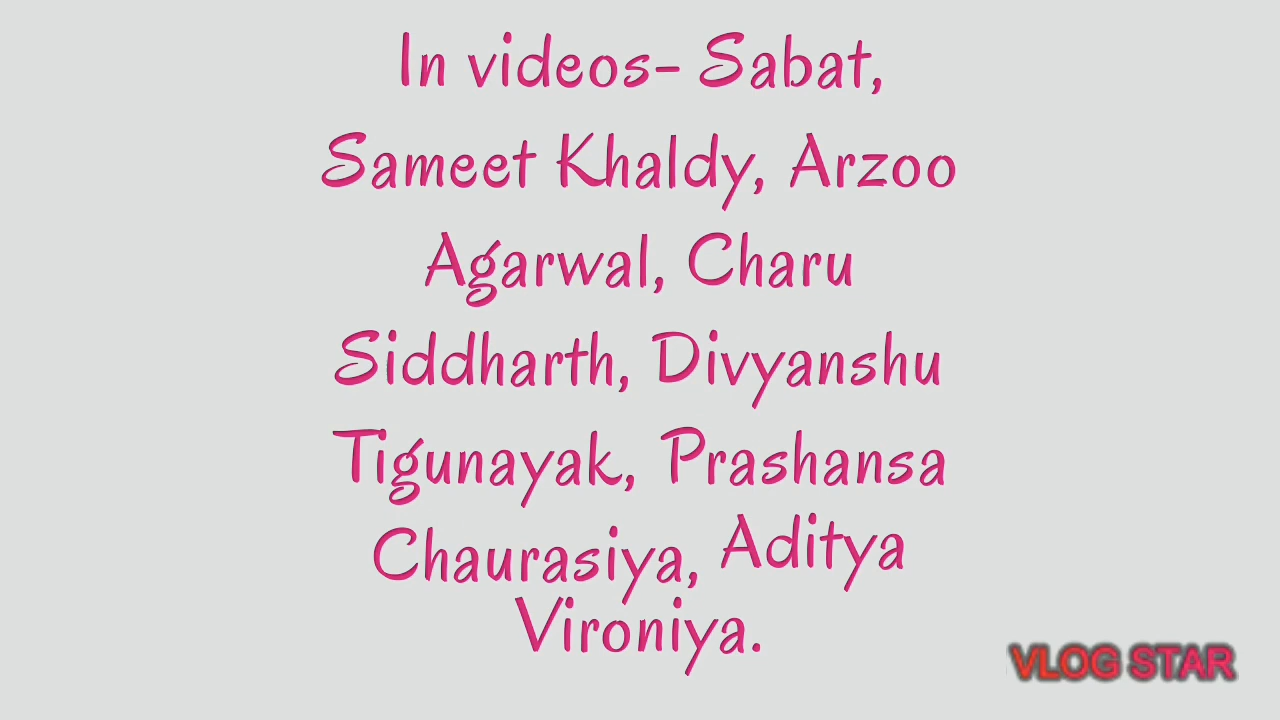 In videos- Sabat,
Sameet Khaldy, Arzoo
Agarwal, Charu
Siddharth, Divyanshu
Tigunayak, Prashansa
Chaurasiya, Aditya
Vironiya.
VLOG STAR